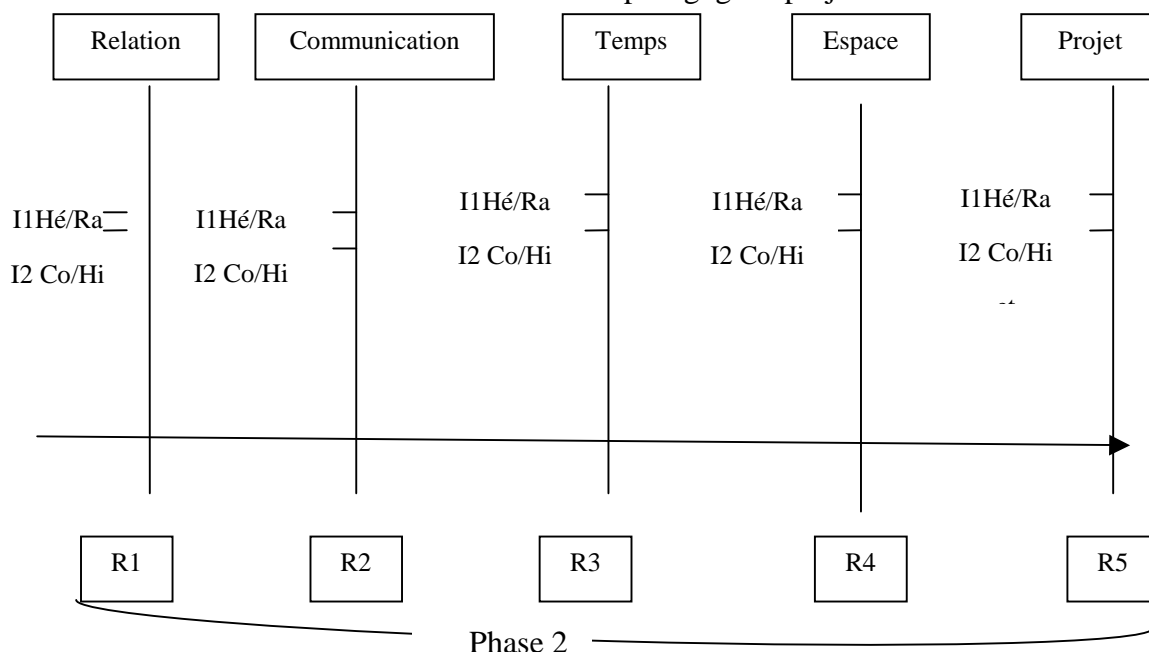 Relation Communication Temps Espace Projet
I1Hé/Ra I1Hé/Ra I1Hé/Ra I1Hé/Ra I1Hé/Ra
I2 Co/Hi I2 Co/Hi I2 Co/Hi I2 Co/Hi I2 Co/Hi
R1 R2 R3 R4 R5
Phase 2